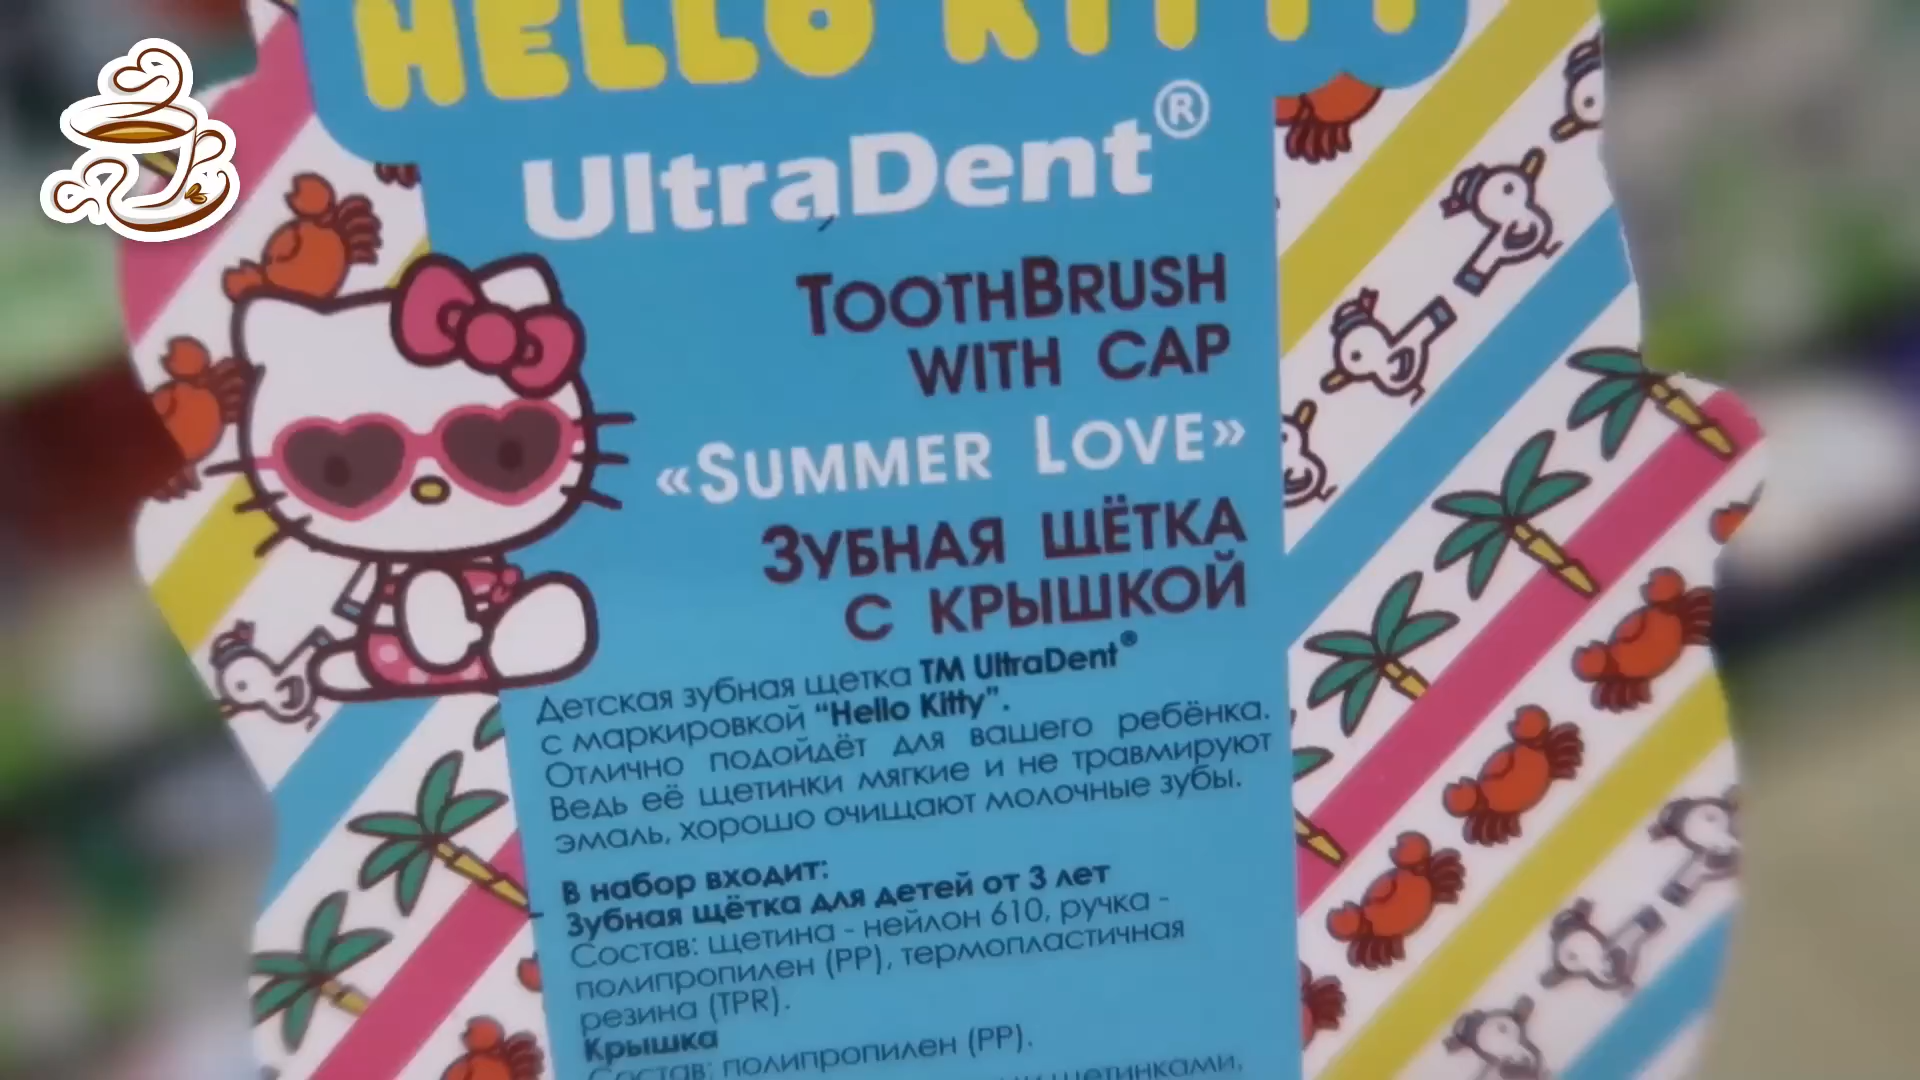 HELLO KITTY
UltraDent®
TOOTHBRUSH
WITH CAP
«SUMMER LOVE»
ЗУБНАЯ ЩЁТКА
С КРЫШКОЙ
Детская зубная щетка ТМ UltraDent®
с маркировкой “Hello Kitty”.
Отлично подойдёт для вашего ребёнка.
Ведь её щетинки мягкие и не травмируют
эмаль, хорошо очищают молочные зубы.
В набор входит:
Зубная щётка для детей от 3 лет
Состав: щетина - нейлон 610, ручка -
полипропилен (PP), термопластичная
резина (TPR).
Крышка
Состав: полипропилен (PP).
щетинками,